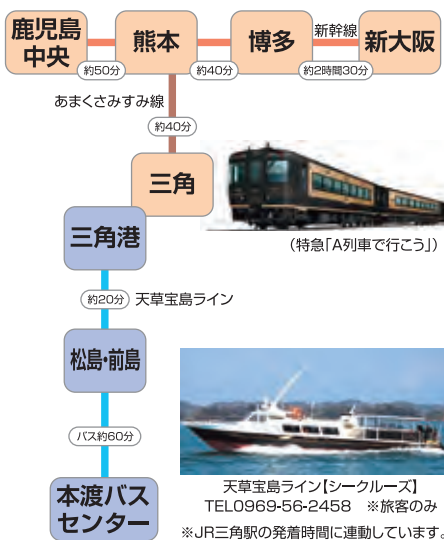 鹿児島
中央
熊本
博多
新幹線
新大阪
約50分
約40分
約2時間30分
あまくさみすみ線
約40分
三角
(特急「A列車で行こう」)
三角港
約20分
天草宝島ライン
松島・前島
バス約60分
本渡バス
センター
天草宝島ライン【シークルーズ】
TEL0969-56-2458 ※旅客のみ
※JR三角駅の発着時間に連動しています。